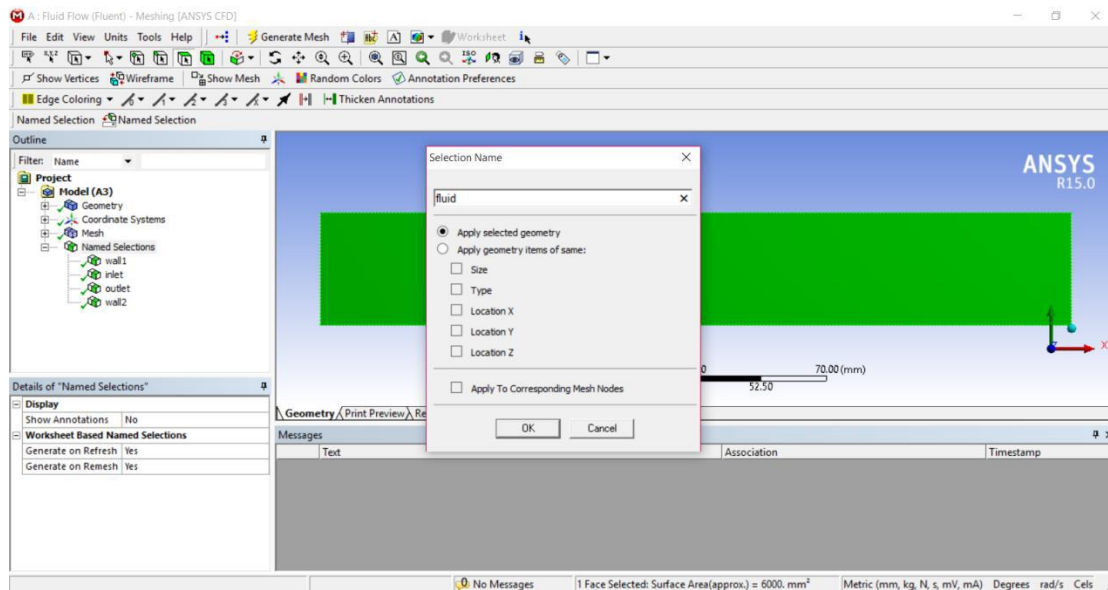 A : Fluid Flow (Fluent) - Meshing [ANSYS CFD]
File Edit View Units Tools Help Generate Mesh Worksheet
Show Vertices Wireframe Show Mesh Random Colors Annotation Preferences
Edge Coloring Thicken Annotations
Named Selection Named Selection
Outline
Filter: Name
Project
Model (A3)
Geometry
Coordinate Systems
Mesh
Named Selections
wall1
inlet
outlet
wall2
Details of "Named Selections"
Display
Show Annotations No
Worksheet Based Named Selections
Generate on Refresh Yes
Generate on Remesh Yes
Selection Name
fluid
Apply selected geometry
Apply geometry items of same:
Size
Type
Location X
Location Y
Location Z
Apply To Corresponding Mesh Nodes
OK Cancel
ANSYS
R15.0
X
0 70.00 (mm)
52.50
Geometry Print Preview Re
Messages
Text Association Timestamp
No Messages 1 Face Selected: Surface Area(approx.) = 6000. mm² Metric (mm, kg, N, s, mV, mA) Degrees rad/s Cels